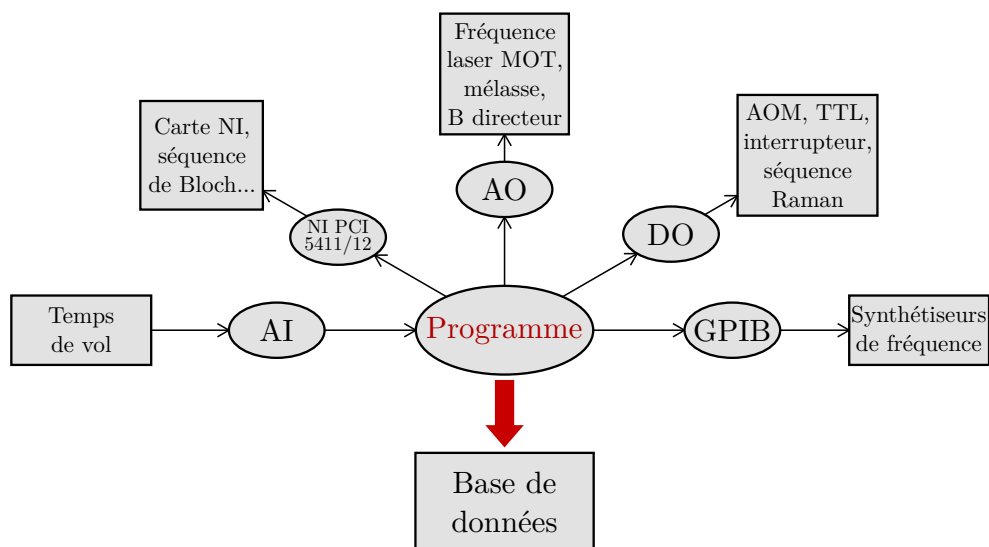 Fréquence
laser MOT,
mélasse,
B directeur
Carte NI,
séquence
de Bloch...
AOM, TTL,
interrupteur,
séquence
Raman
AO
NI PCI
5411/12
DO
Temps
de vol
AI
Programme
GPIB
Synthétiseurs
de fréquence
Base de
données